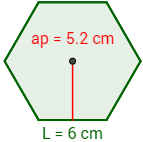 ap = 5.2 cm
L = 6 cm